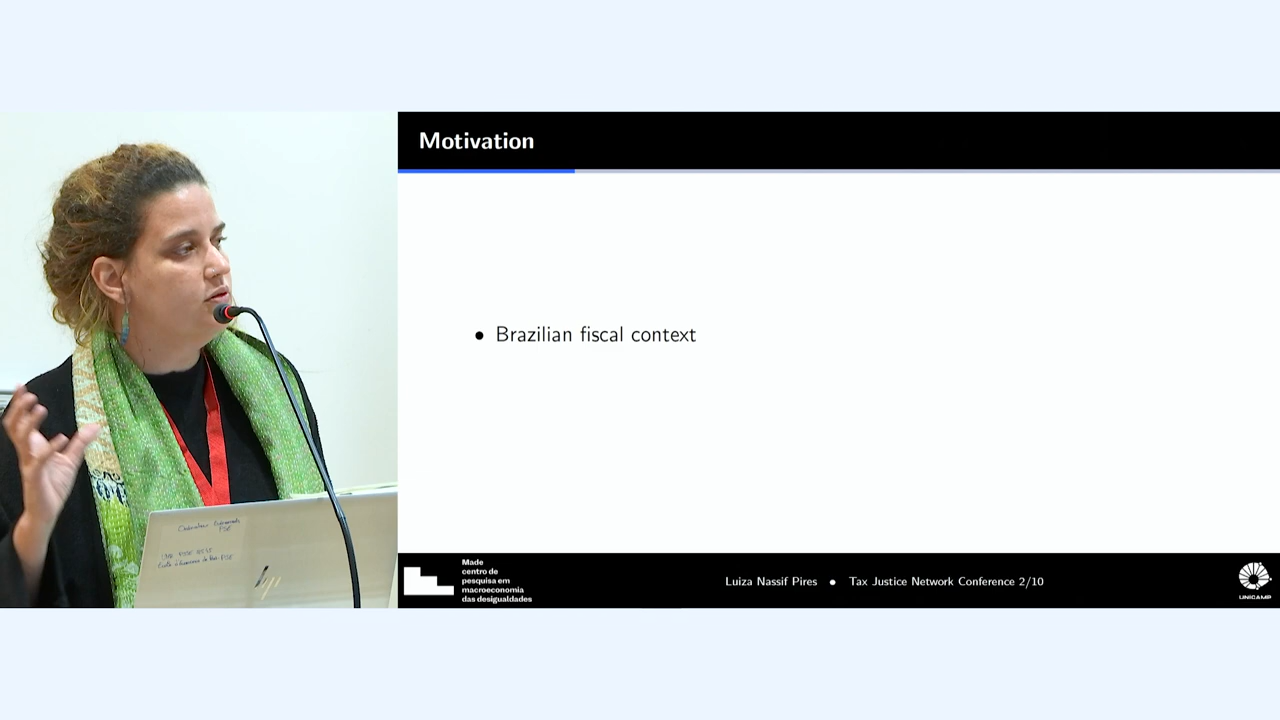 Motivation
• Brazilian fiscal context
Made
centro de
pesquisa em
macroeconomia
das desigualdades
Luiza Nassif Pires • Tax Justice Network Conference 2/10
UNICAMP